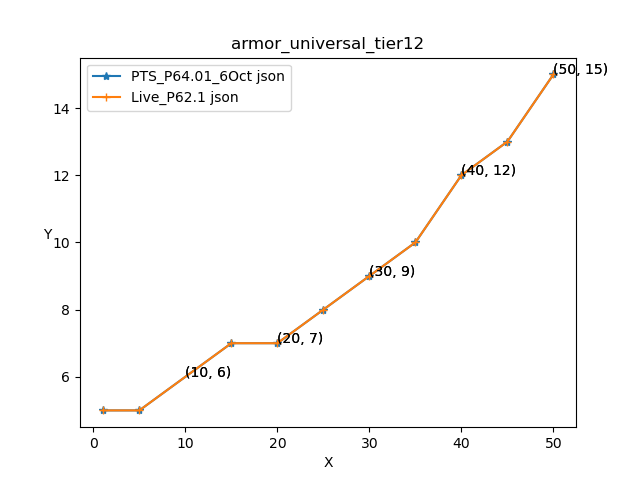 armor_universal_tier12
PTS_P64.01_6Oct json
Live_P62.1 json
(50, 15)
14
12
(40, 12)
10
Y
(30, 9)
8
(20, 7)
6
(10, 6)
0 10 20 30 40 50
X